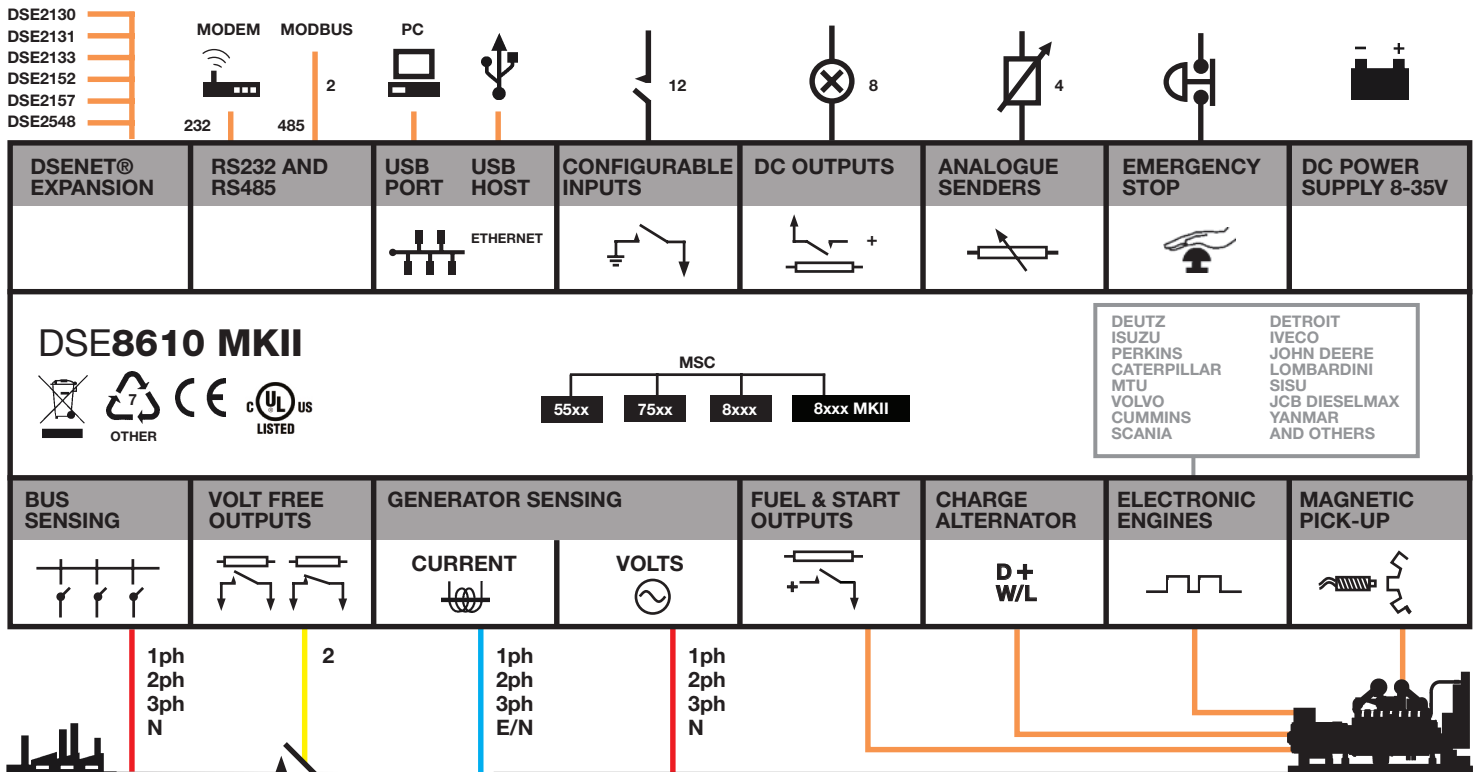 DSE2130
DSE2131
DSE2133
DSE2152
DSE2157
DSE2548
MODEM
MODBUS
PC
232
485
2
12
8
4
- +
DSENET®
EXPANSION
RS232 AND
RS485
USB
PORT
USB
HOST
CONFIGURABLE
INPUTS
DC OUTPUTS
ANALOGUE
SENDERS
EMERGENCY
STOP
DC POWER
SUPPLY 8-35V
ETHERNET
+
DSE8610 MKII
7
OTHER
CE
C UL US
®
LISTED
MSC
55xx
75xx
8xxx
8xxx MKII
DEUTZ
ISUZU
PERKINS
CATERPILLAR
MTU
VOLVO
CUMMINS
SCANIA
DETROIT
IVECO
JOHN DEERE
LOMBARDINI
SISU
JCB DIESELMAX
YANMAR
AND OTHERS
BUS
SENSING
VOLT FREE
OUTPUTS
GENERATOR SENSING
FUEL & START
OUTPUTS
CHARGE
ALTERNATOR
ELECTRONIC
ENGINES
MAGNETIC
PICK-UP
CURRENT
VOLTS
+
D+
W/L
1ph
2ph
3ph
N
2
1ph
2ph
3ph
E/N
1ph
2ph
3ph
N